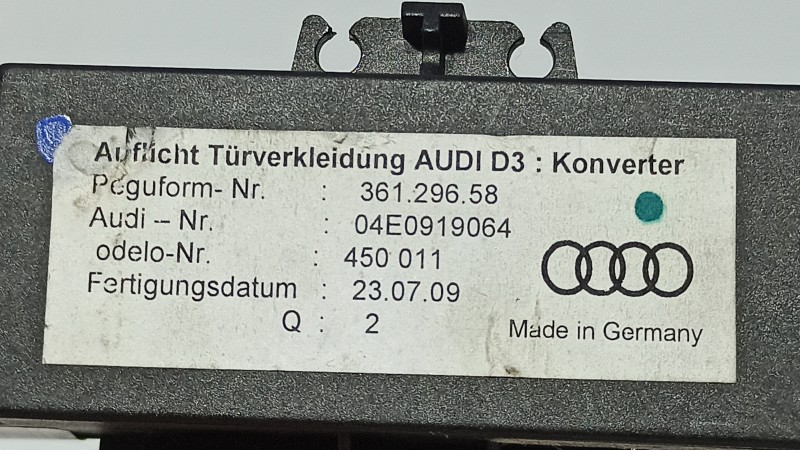 Auflicht Türverkleidung AUDI D3 : Konverter
Peguform- Nr. : 361.296.58
Audi – Nr. : 04E0919064
odelo-Nr. : 450 011
Fertigungsdatum : 23.07.09
Q : 2
Made in Germany